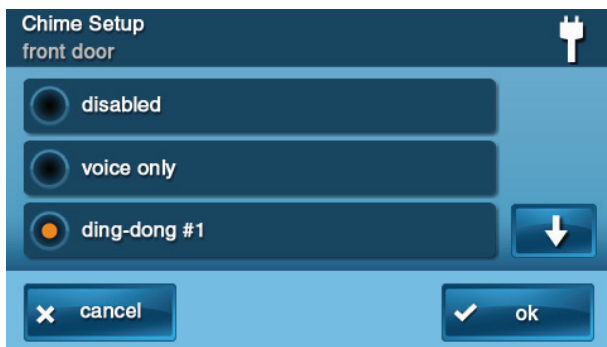 Chime Setup
front door
disabled
voice only
ding-dong #1
cancel
ok